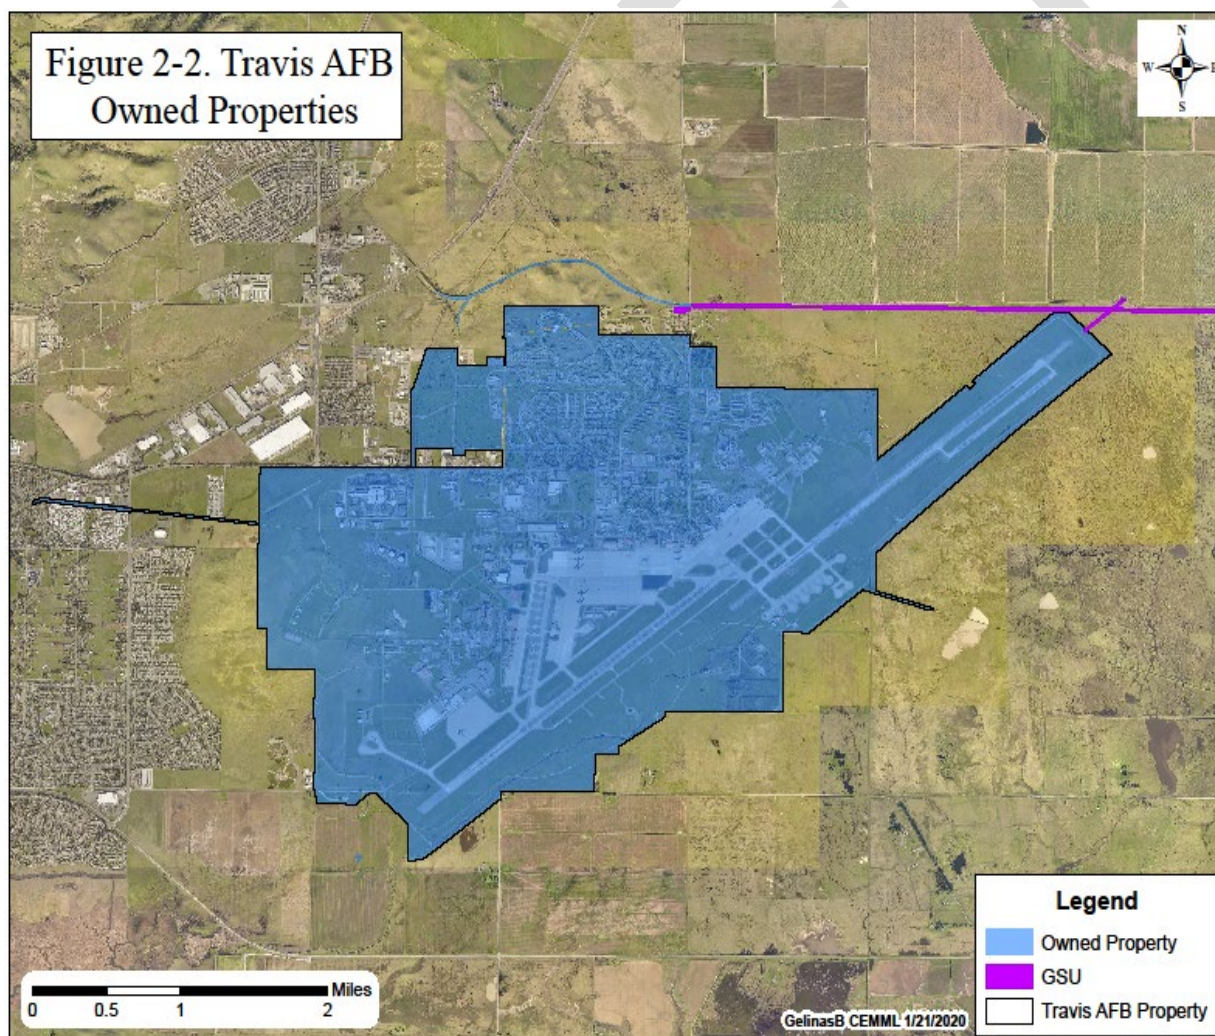 Figure 2-2. Travis AFB
Owned Properties
N
W
E
S
Legend
Owned Property
GSU
Travis AFB Property
Miles
0 0.5 1 2
GelinasB CEMML 1/21/2020